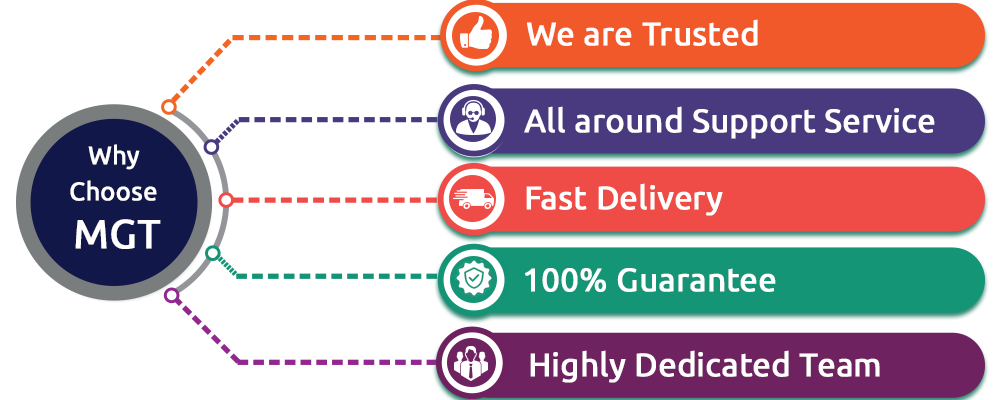 Why
Choose
MGT
We are Trusted
All around Support Service
Fast Delivery
100% Guarantee
Highly Dedicated Team